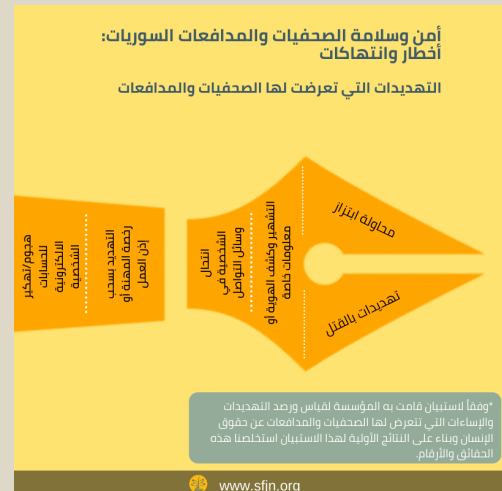 أمن وسلامة الصحفيات والمدافعات السوريات:
أخطار وانتهاكات
التهديدات التي تعرضت لها الصحفيات والمدافعات
محاولة ابتزاز
تهديدات بالقتل
التشهير وكشف الهوية أو
معلومات خاصة
انتحال
الشخصية في
وسائل التواصل
التهديد بسحب
رخصة المهنة أو
إذن العمل
هجوم/تهكير
للحسابات
الالكترونية
الشخصية
*وفقاً لاستبيان قامت به المؤسسة لقياس ورصد التهديدات
والإساءات التي تتعرض لها الصحفيات والمدافعات عن حقوق
الإنسان وبناء على النتائج الأولية لهذا الاستبيان استخلصنا هذه
الحقائق والأرقام.
www.sfjn.org